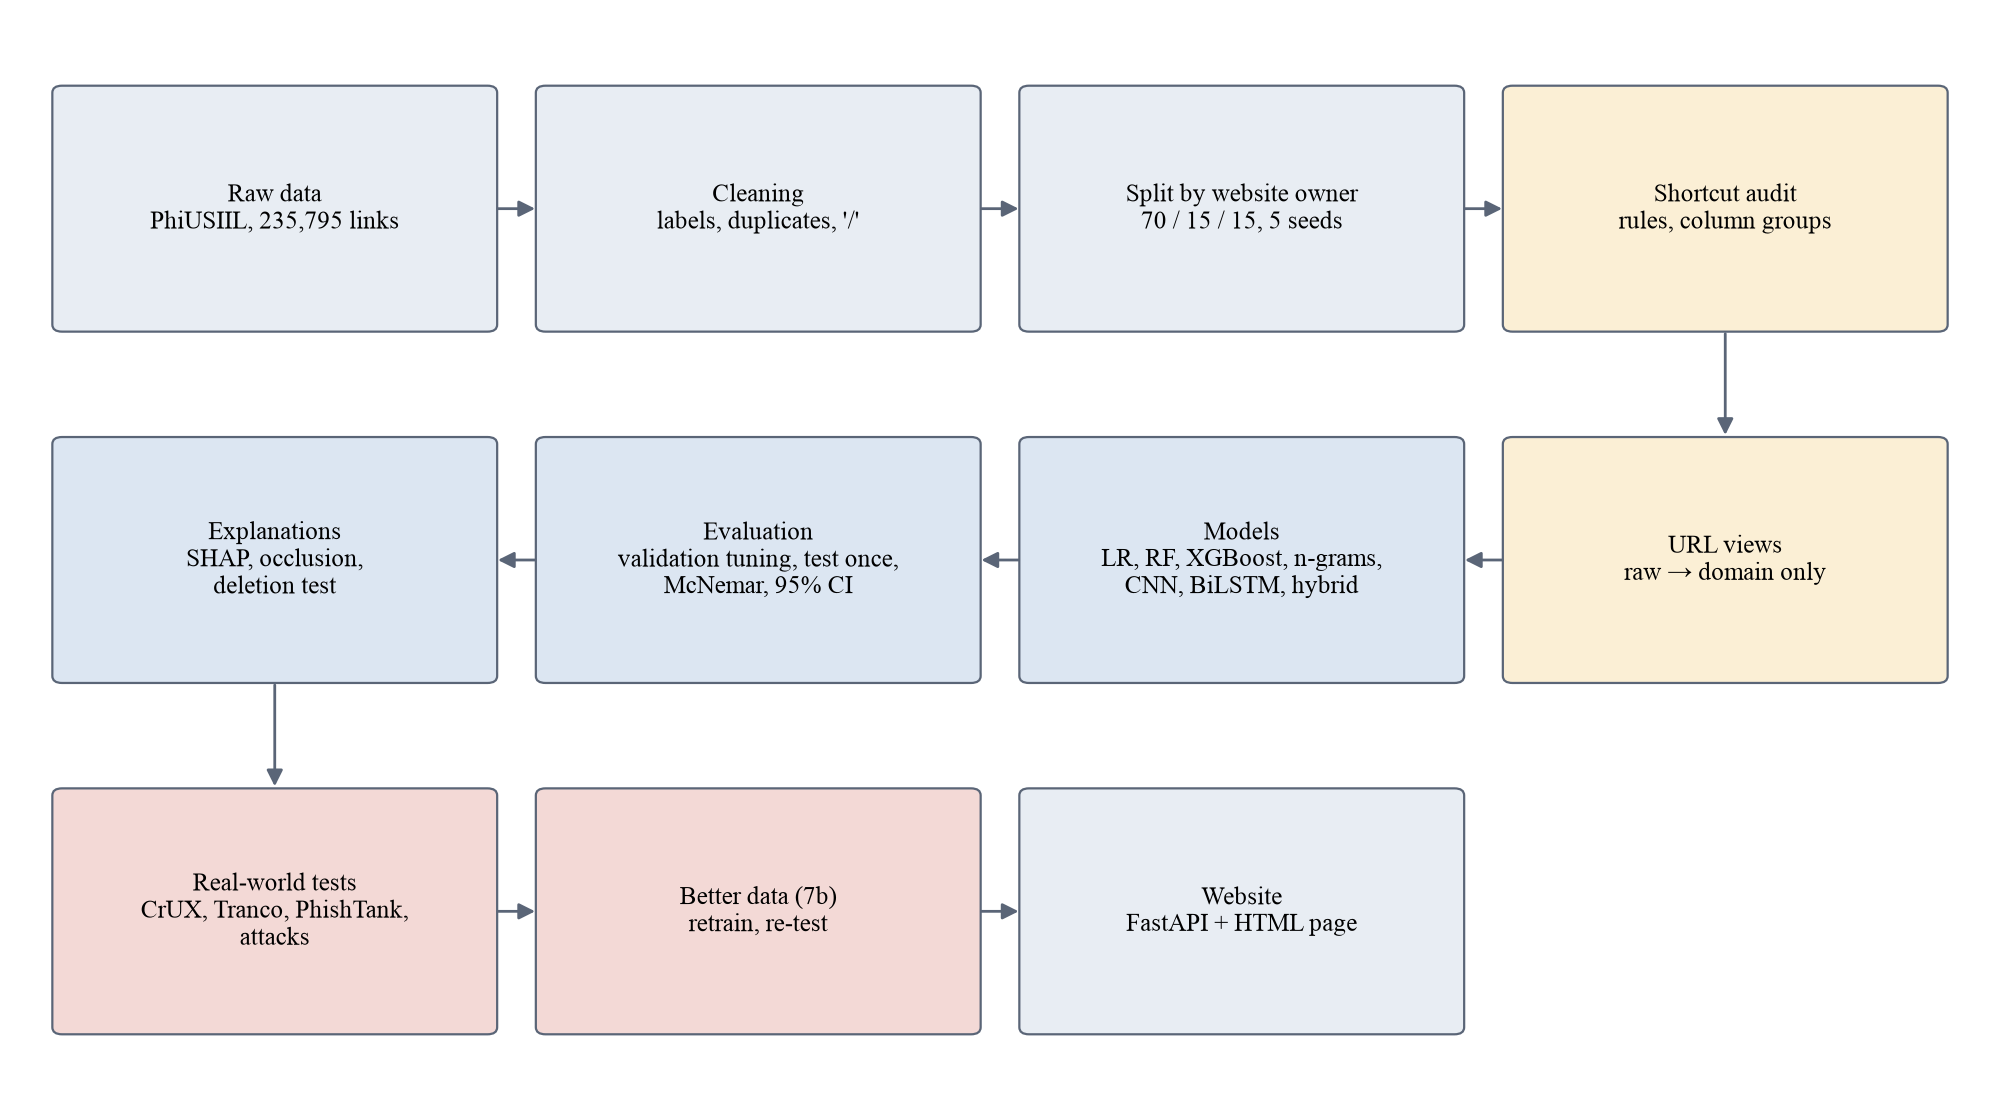 Raw data
PhiUSIIL, 235,795 links
Cleaning
labels, duplicates, '/'
Split by website owner
70 / 15 / 15, 5 seeds
Shortcut audit
rules, column groups
URL views
raw → domain only
Models
LR, RF, XGBoost, n-grams,
CNN, BiLSTM, hybrid
Evaluation
validation tuning, test once,
McNemar, 95% CI
Explanations
SHAP, occlusion,
deletion test
Real-world tests
CrUX, Tranco, PhishTank,
attacks
Better data (7b)
retrain, re-test
Website
FastAPI + HTML page